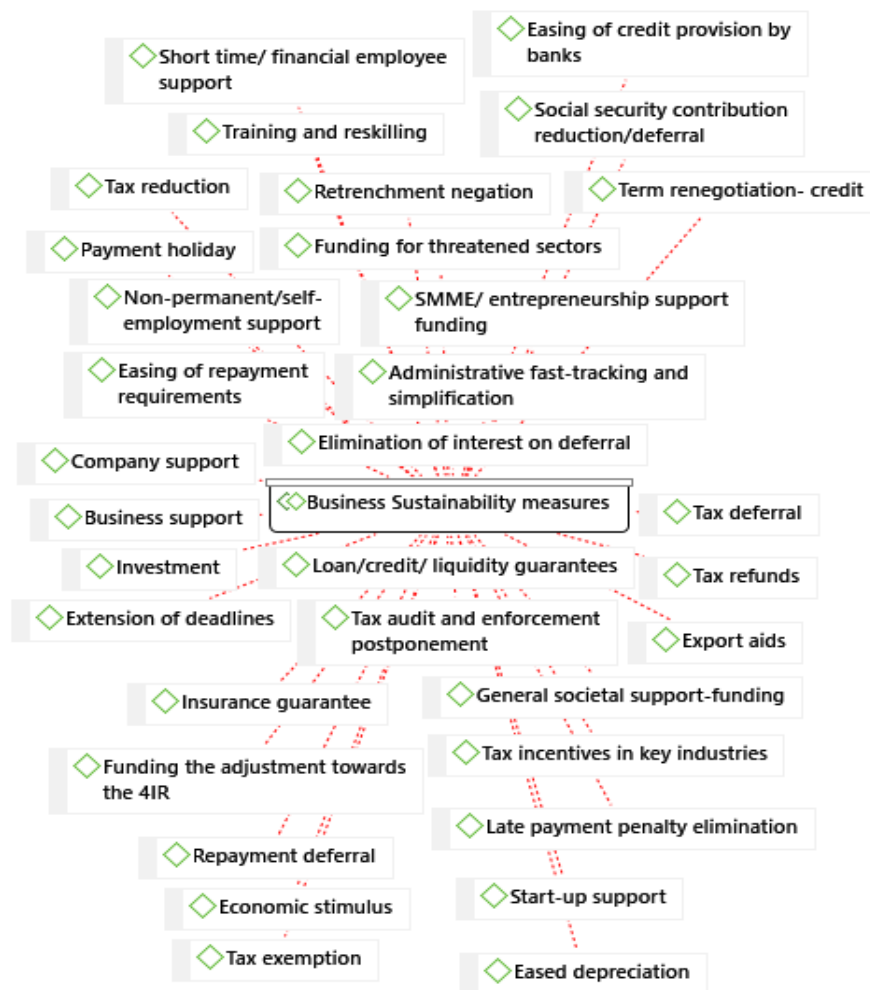 Easing of credit provision by
banks
Short time/ financial employee
support
Social security contribution
reduction/deferral
Training and reskilling
Tax reduction
Retrenchment negation
Term renegotiation- credit
Payment holiday
Funding for threatened sectors
Non-permanent/self-
employment support
SMME/ entrepreneurship support
funding
Easing of repayment
requirements
Administrative fast-tracking and
simplification
Elimination of interest on deferral
Company support
Business Sustainability measures
Business support
Tax deferral
Investment
Loan/credit/ liquidity guarantees
Tax refunds
Extension of deadlines
Tax audit and enforcement
postponement
Export aids
Insurance guarantee
General societal support-funding
Funding the adjustment towards
the 4IR
Tax incentives in key industries
Late payment penalty elimination
Repayment deferral
Start-up support
Economic stimulus
Tax exemption
Eased depreciation